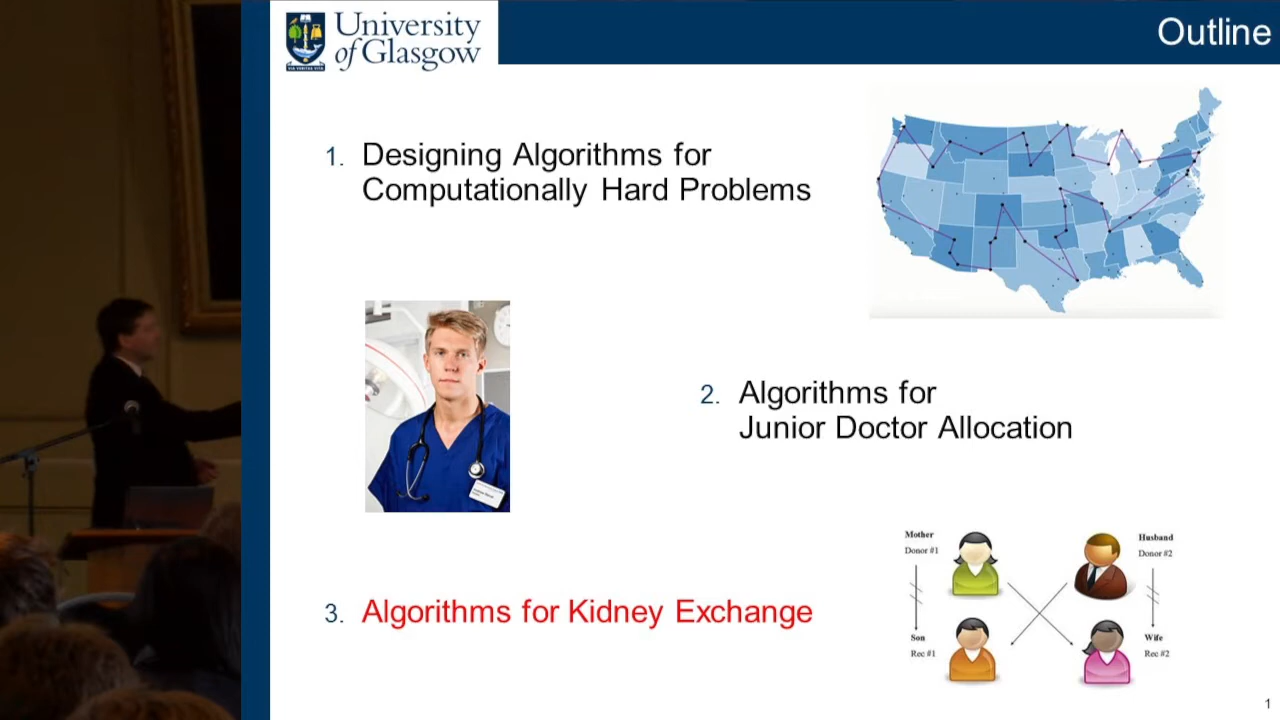 University
of Glasgow
Outline
1. Designing Algorithms for
Computationally Hard Problems
2. Algorithms for
Junior Doctor Allocation
Mother
Donor #1
Husband
Donor #2
3. Algorithms for Kidney Exchange
Son
Rec #1
Wife
Rec #2
1